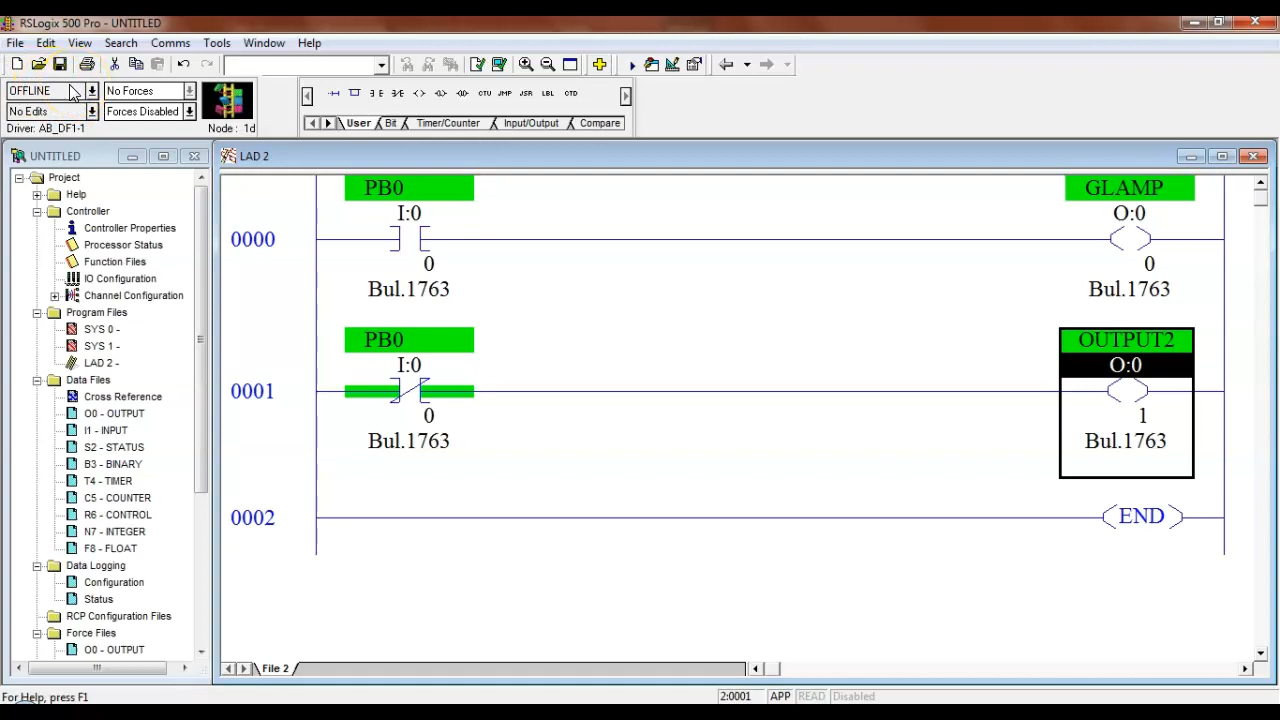 RSLogix 500 Pro - UNTITLED
File Edit View Search Comms Tools Window Help
OFFLINE No Forces
No Edits Forces Disabled
Driver: AB_DF1-1 Node : 1d
CTU JMP JSR LBL CTD
User Bit Timer/Counter Input/Output Compare
UNTITLED
Project
Help
Controller
Controller Properties
Processor Status
Function Files
IO Configuration
Channel Configuration
Program Files
SYS 0 -
SYS 1 -
LAD 2 -
Data Files
Cross Reference
O0 - OUTPUT
I1 - INPUT
S2 - STATUS
B3 - BINARY
T4 - TIMER
C5 - COUNTER
R6 - CONTROL
N7 - INTEGER
F8 - FLOAT
Data Logging
Configuration
Status
RCP Configuration Files
Force Files
O0 - OUTPUT
LAD 2
PB0 GLAMP
I:0 O:0
0000
0 0
Bul.1763 Bul.1763
PB0 OUTPUT2
I:0 O:0
0001
0 1
Bul.1763 Bul.1763
0002 END
File 2
For Help, press F1 2:0001 APP READ Disabled